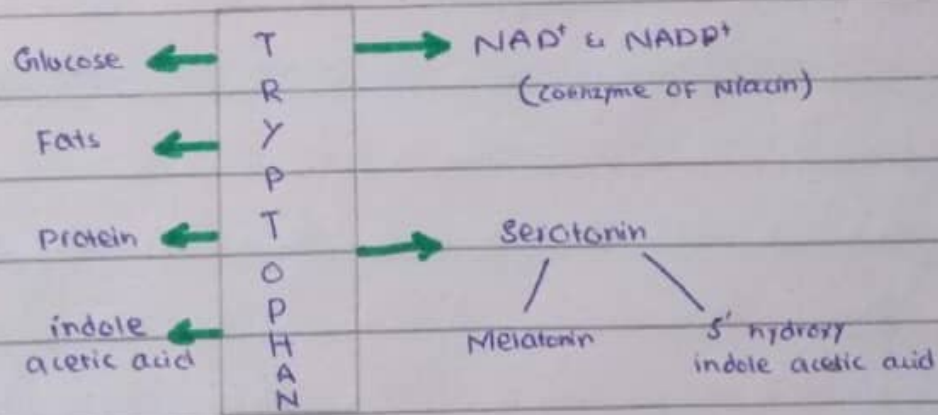 Glucose
Fats
Protein
indole
acetic acid
T
R
Y
P
T
O
P
H
A
N
NAD⁺ & NADP⁺
(coenzyme OF Niacin)
Serotonin
Melatonin
5' hydroxy
indole acetic acid